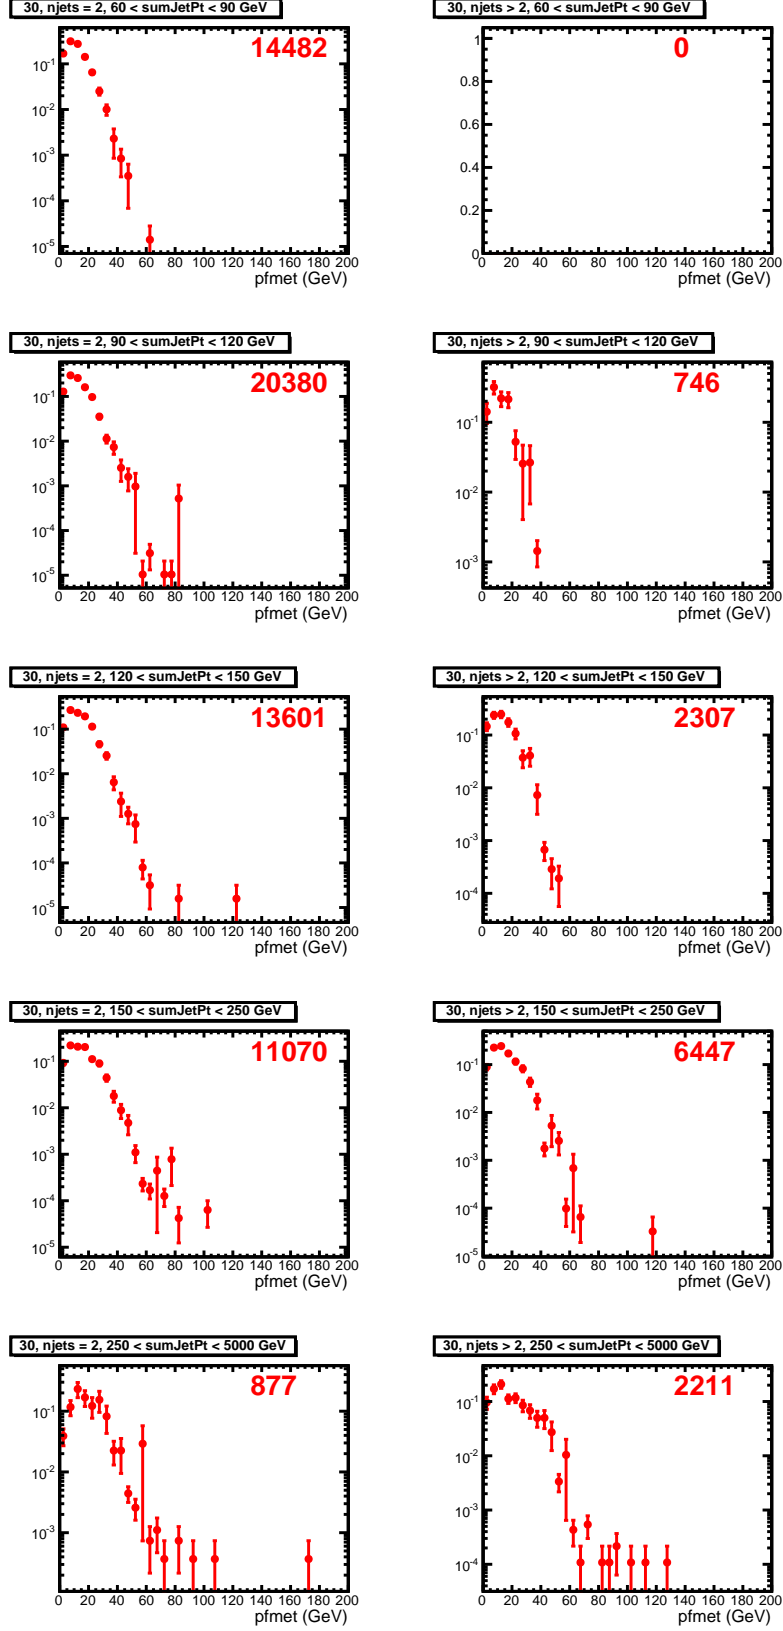 30, njets = 2, 60 < sumJetPt < 90 GeV
14482
10^-1
10^-2
10^-3
10^-4
10^-5
0 20 40 60 80 100 120 140 160 180 200
pfmet (GeV)
30, njets > 2, 60 < sumJetPt < 90 GeV
0
1
0.8
0.6
0.4
0.2
0
0 20 40 60 80 100 120 140 160 180 200
pfmet (GeV)
30, njets = 2, 90 < sumJetPt < 120 GeV
20380
10^-1
10^-2
10^-3
10^-4
10^-5
0 20 40 60 80 100 120 140 160 180 200
pfmet (GeV)
30, njets > 2, 90 < sumJetPt < 120 GeV
746
10^-1
10^-2
10^-3
0 20 40 60 80 100 120 140 160 180 200
pfmet (GeV)
30, njets = 2, 120 < sumJetPt < 150 GeV
13601
10^-1
10^-2
10^-3
10^-4
10^-5
0 20 40 60 80 100 120 140 160 180 200
pfmet (GeV)
30, njets > 2, 120 < sumJetPt < 150 GeV
2307
10^-1
10^-2
10^-3
10^-4
0 20 40 60 80 100 120 140 160 180 200
pfmet (GeV)
30, njets = 2, 150 < sumJetPt < 250 GeV
11070
10^-1
10^-2
10^-3
10^-4
10^-5
0 20 40 60 80 100 120 140 160 180 200
pfmet (GeV)
30, njets > 2, 150 < sumJetPt < 250 GeV
6447
10^-1
10^-2
10^-3
10^-4
10^-5
0 20 40 60 80 100 120 140 160 180 200
pfmet (GeV)
30, njets = 2, 250 < sumJetPt < 5000 GeV
877
10^-1
10^-2
10^-3
0 20 40 60 80 100 120 140 160 180 200
pfmet (GeV)
30, njets > 2, 250 < sumJetPt < 5000 GeV
2211
10^-1
10^-2
10^-3
10^-4
0 20 40 60 80 100 120 140 160 180 200
pfmet (GeV)